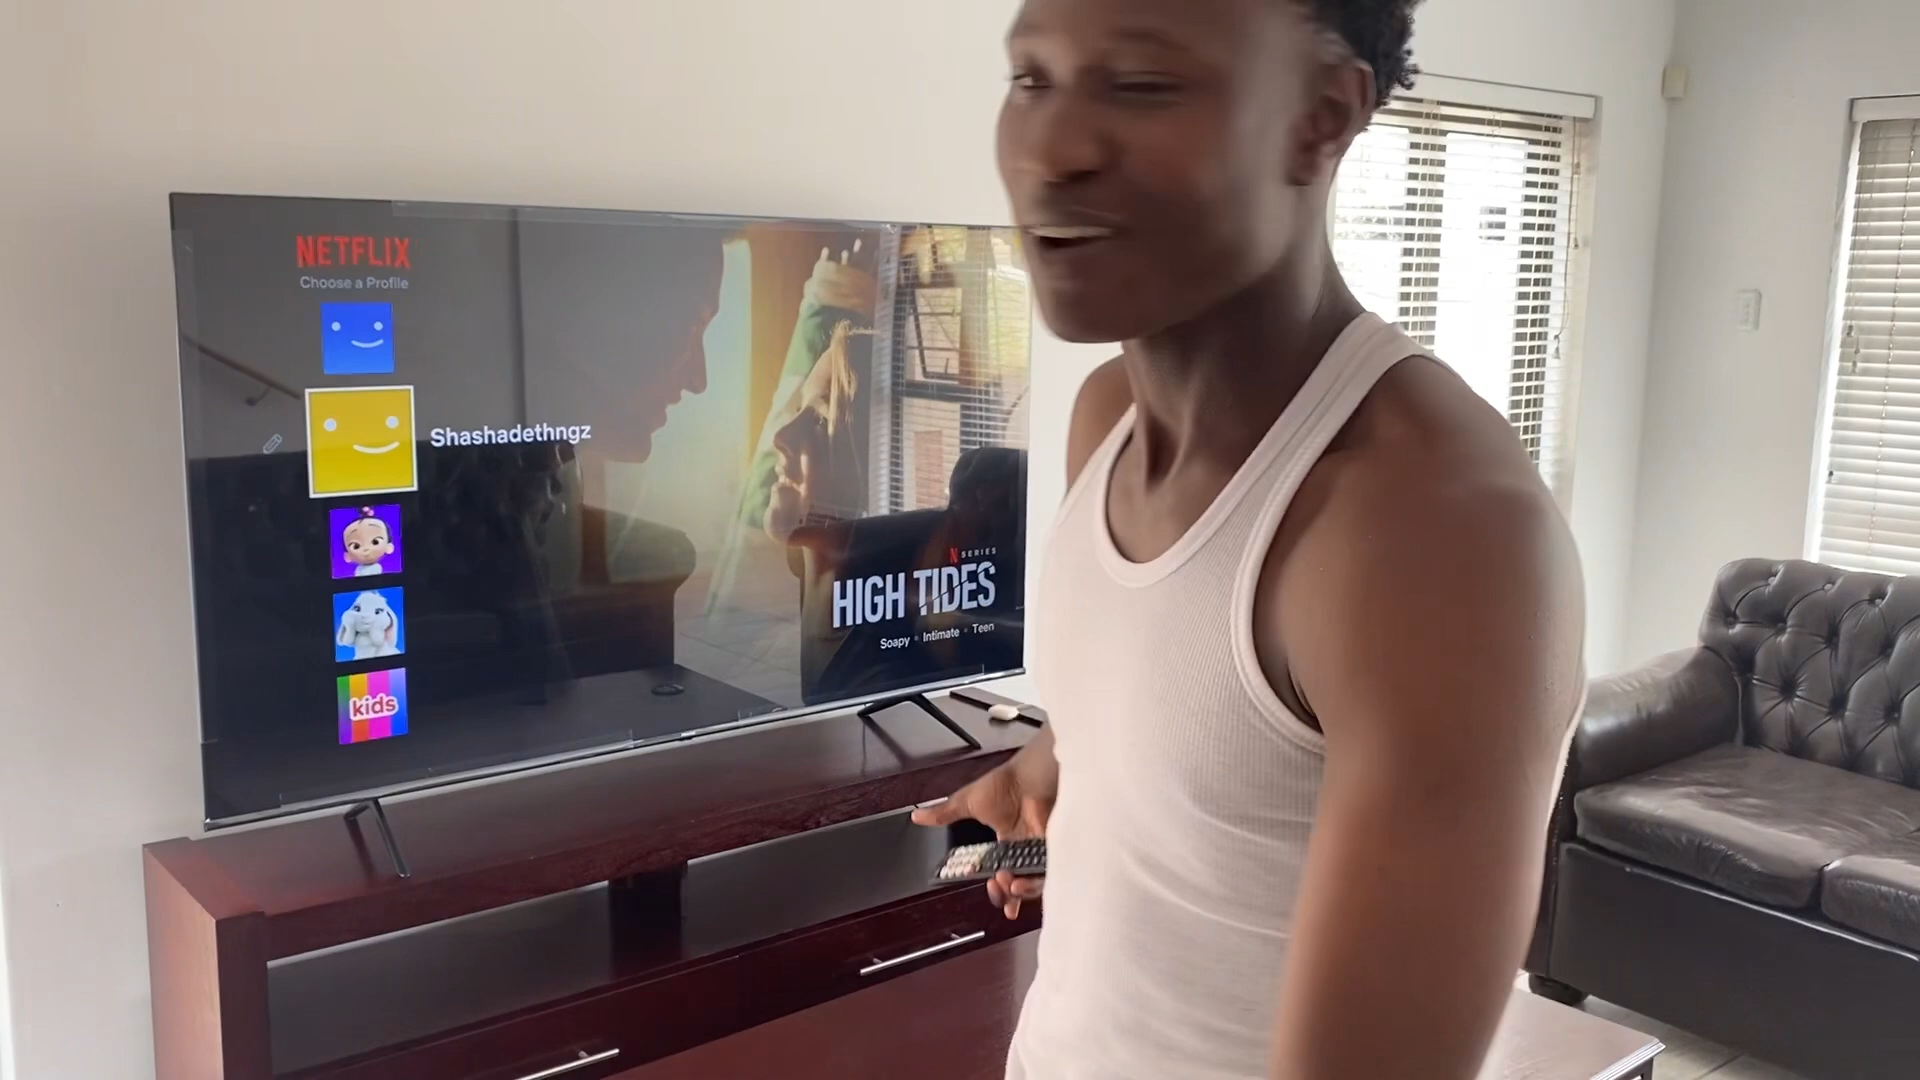 NETFLIX
Choose a Profile
Shashadethngz
kids
N SERIES
HIGH TIDES
Soapy • Intimate • Teen